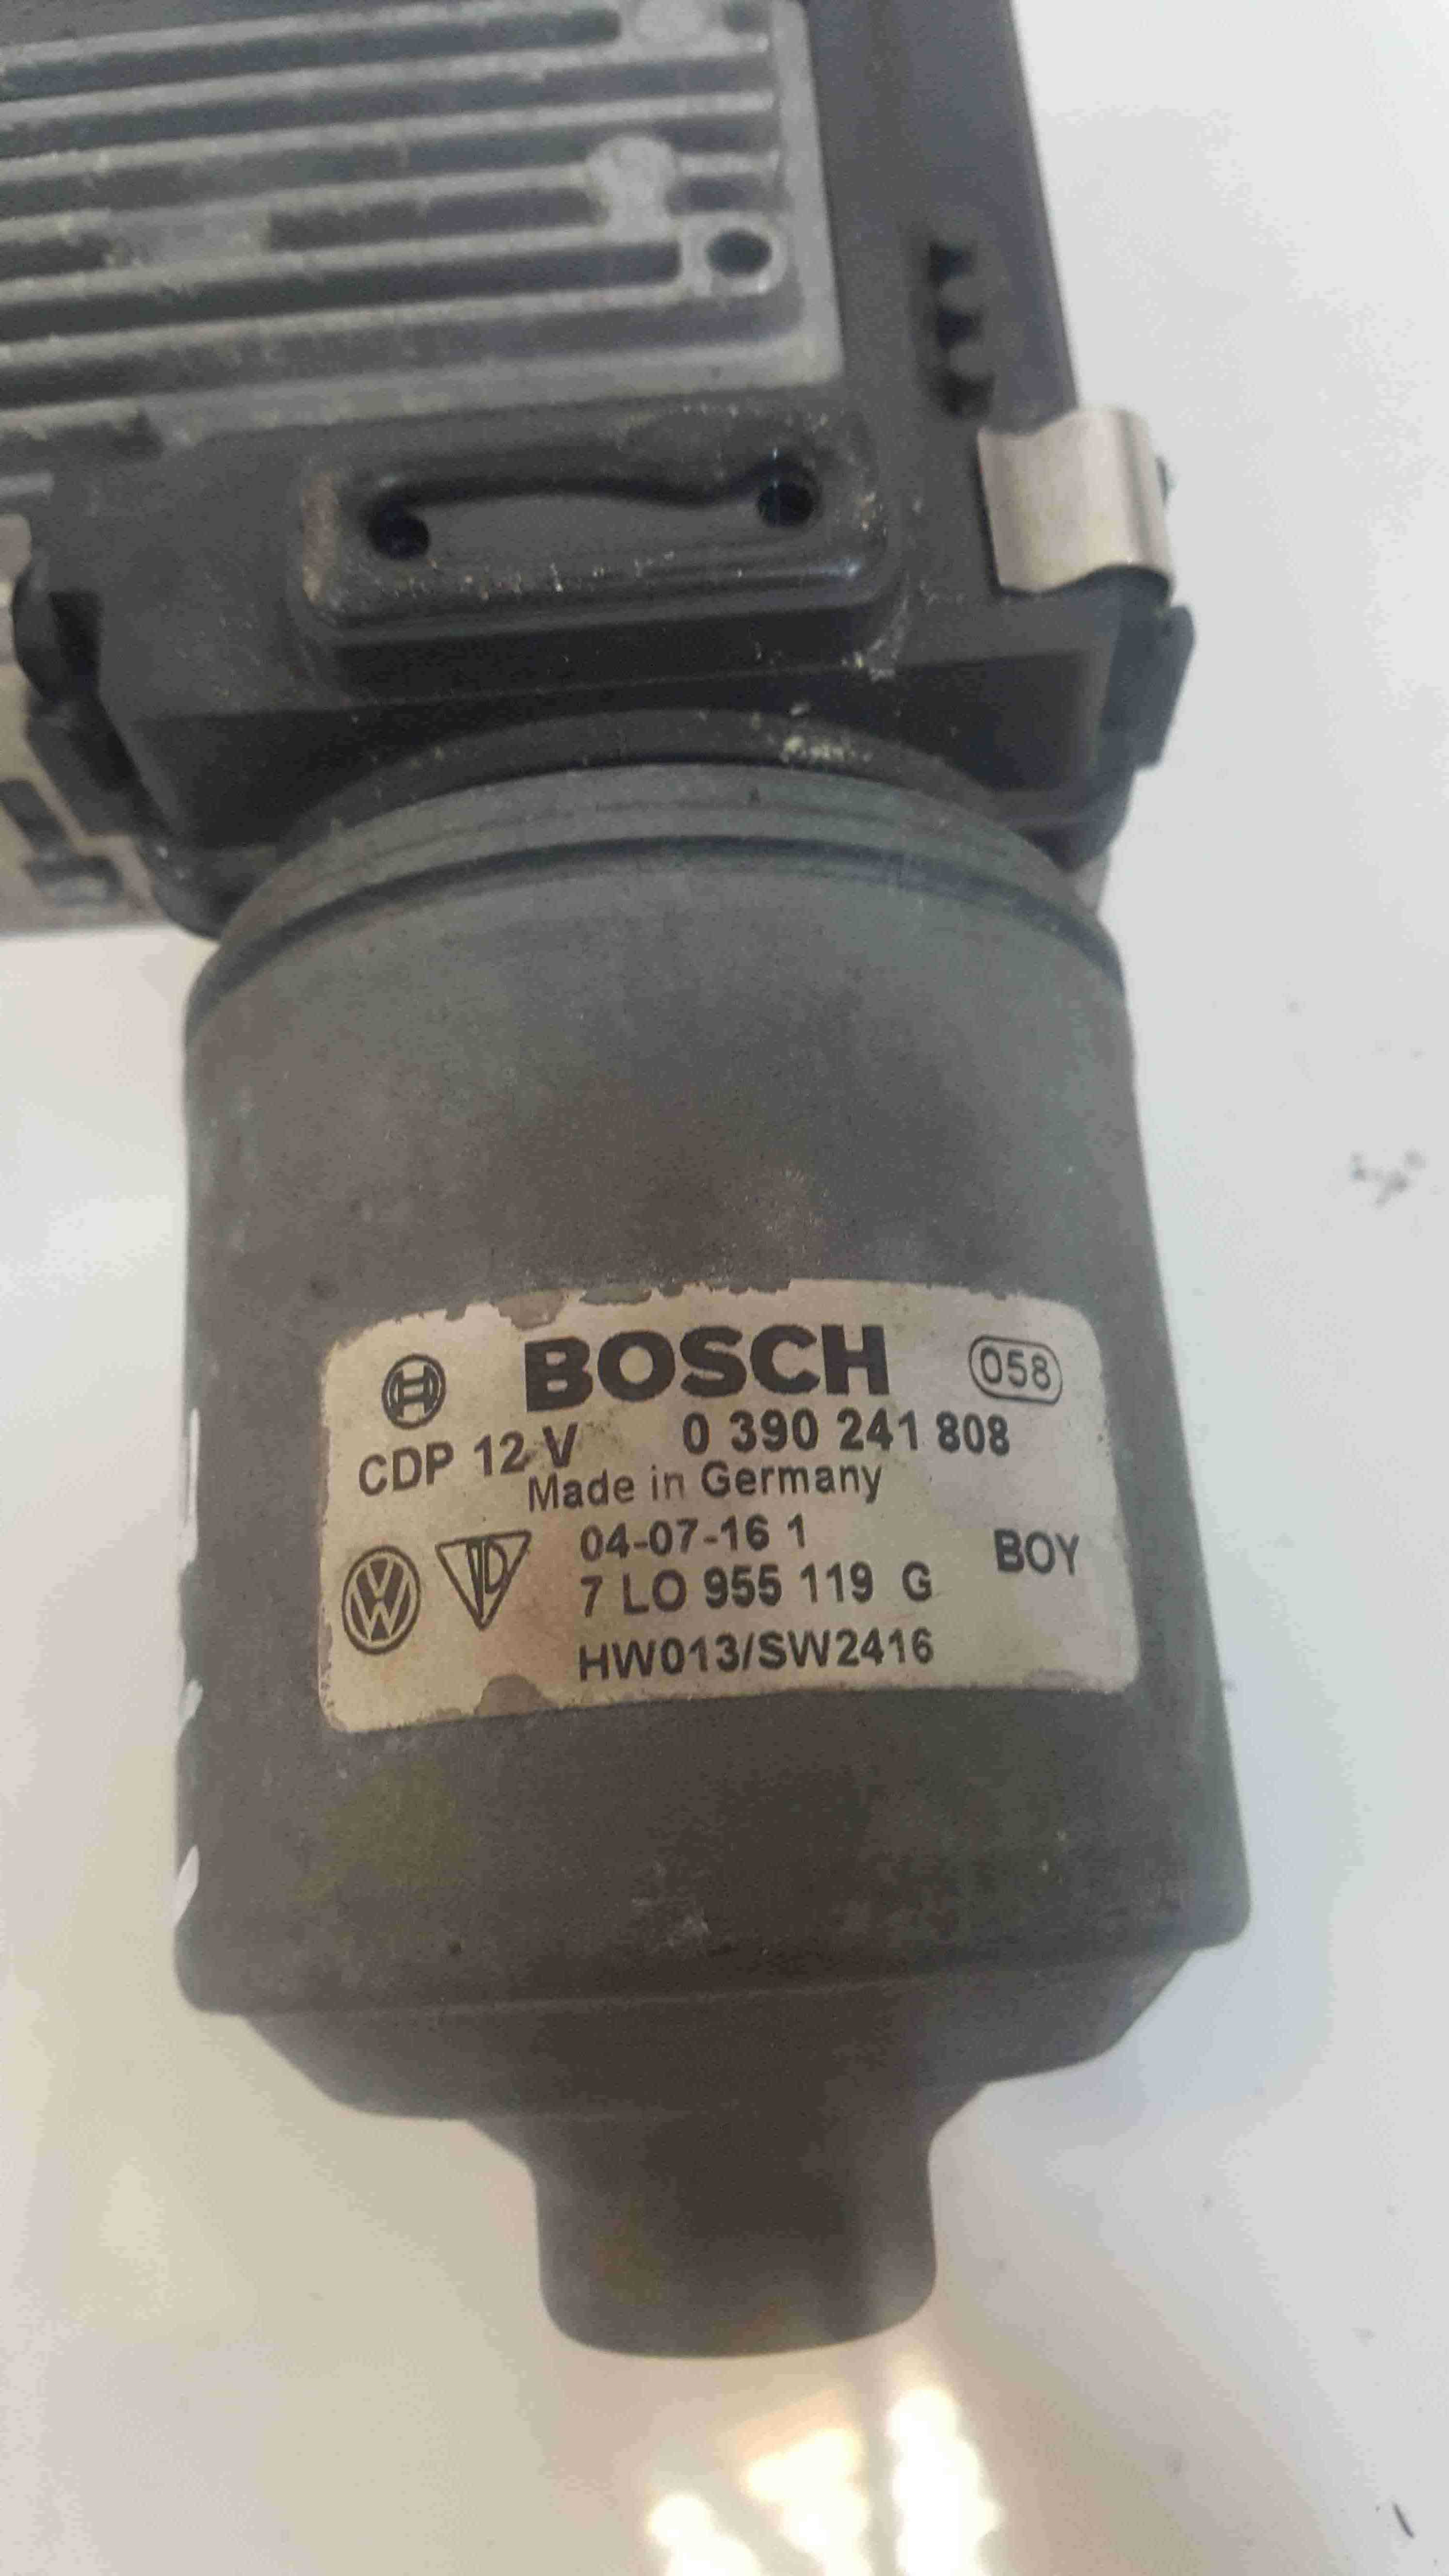 BOSCH 058
CDP 12 V 0 390 241 808
Made in Germany
04-07-16 1 BOY
7 LO 955 119 G
HW013/SW2416